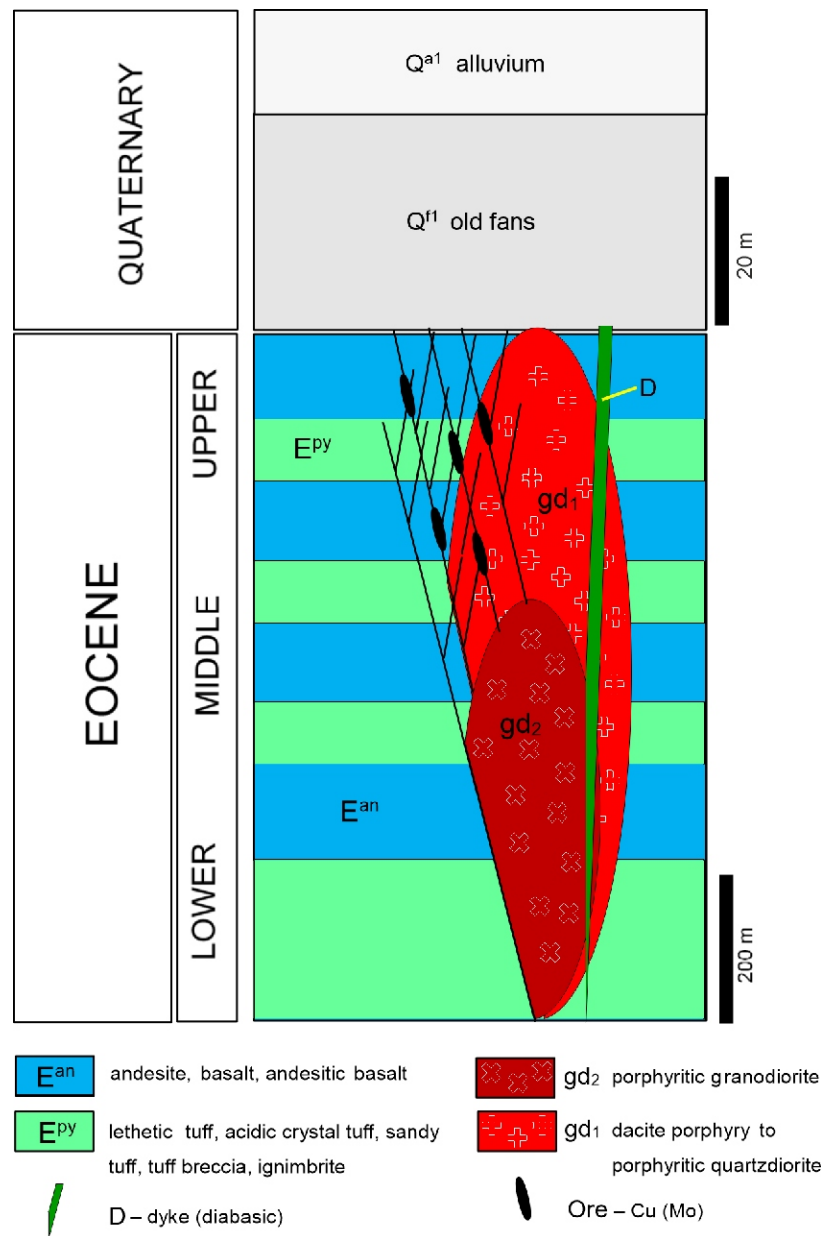 QUATERNARY
Qa1 alluvium
Qf1 old fans
20 m
EOCENE
UPPER
MIDDLE
LOWER
D
Epy
gd1
gd2
Ean
200 m
Ean andesite, basalt, andesitic basalt
gd2 porphyritic granodiorite
Epy lethetic tuff, acidic crystal tuff, sandy
tuff, tuff breccia, ignimbrite
gd1 dacite porphyry to
porphyritic quartzdiorite
D – dyke (diabasic)
Ore – Cu (Mo)